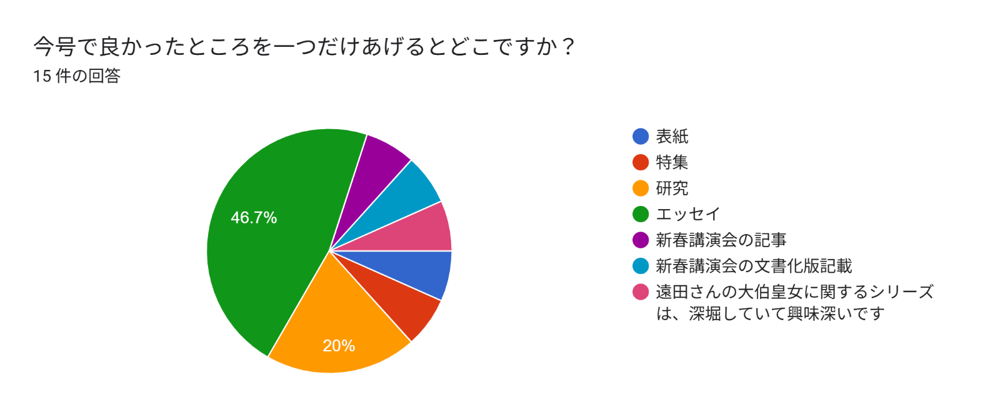 今号で良かったところを一つだけあげるとどこですか？
15 件の回答
46.7%
20%
表紙
特集
研究
エッセイ
新春講演会の記事
新春講演会の文書化版記載
遠田さんの大伯皇女に関するシリーズ
は、深堀していて興味深いです